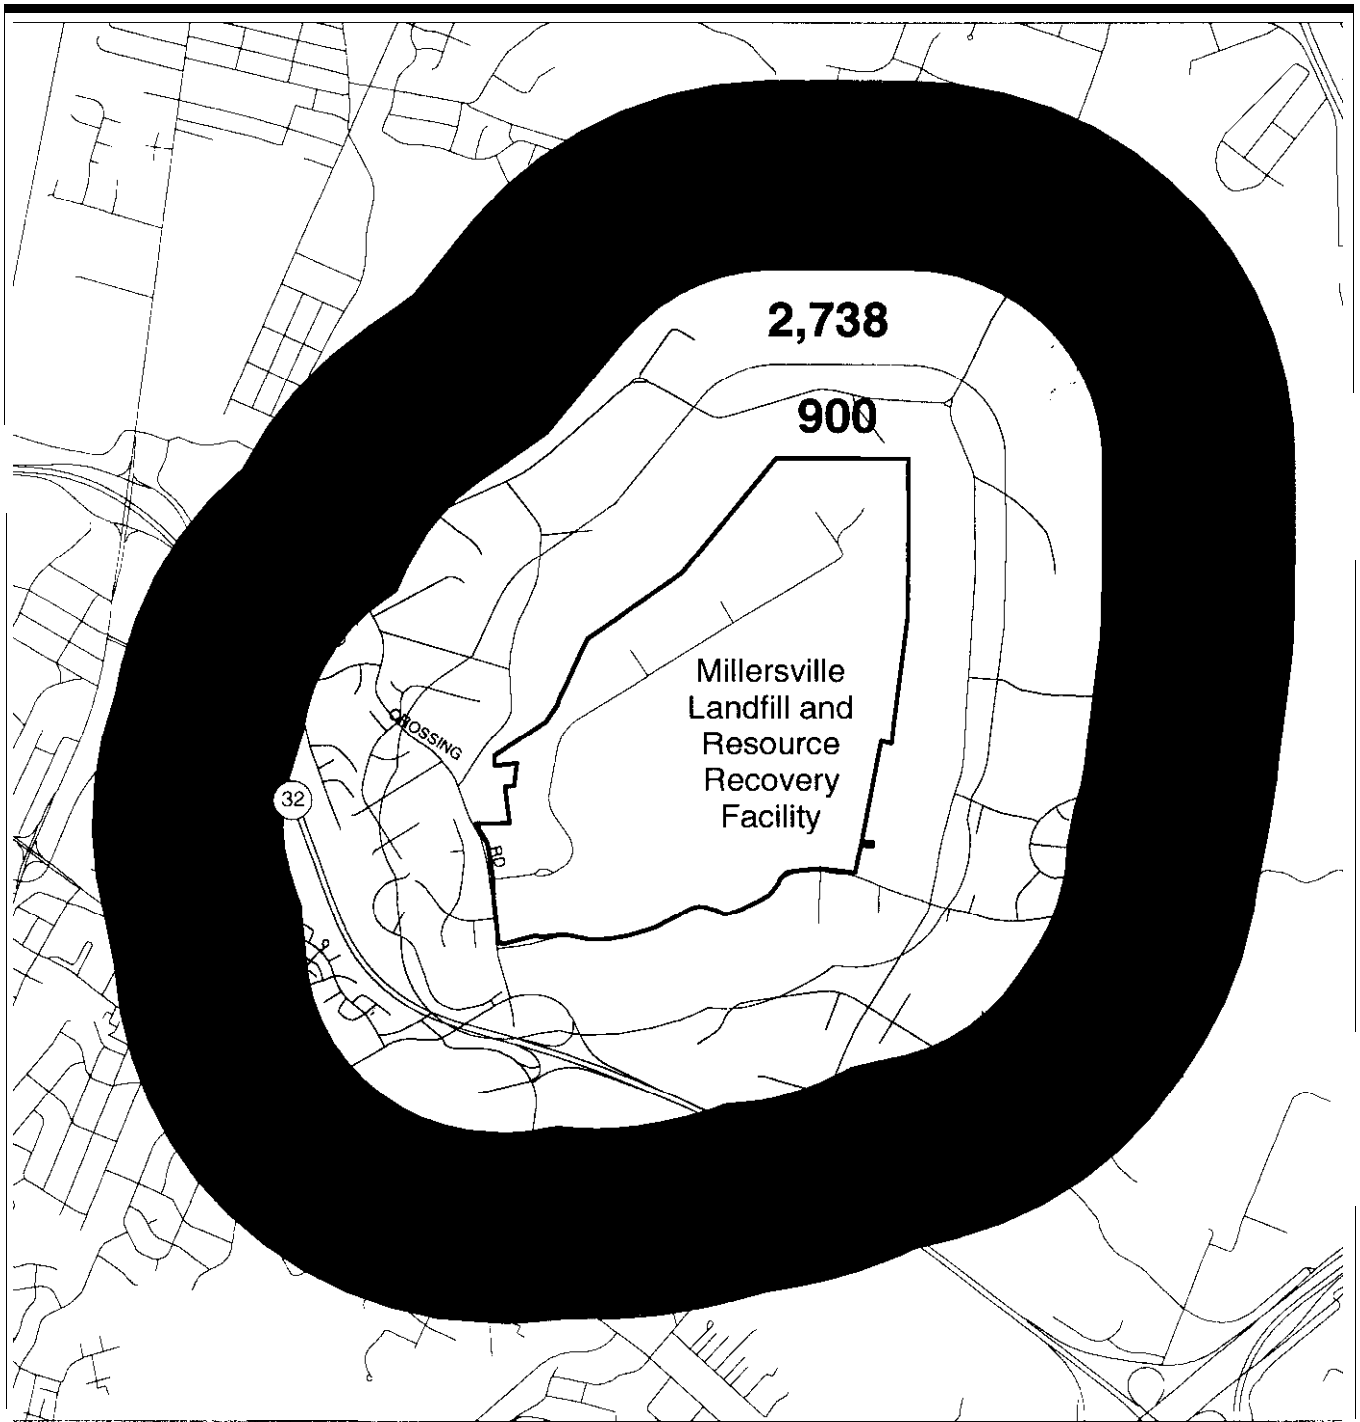 2,738
900
Millersville
Landfill and
Resource
Recovery
Facility
CROSSING
32
RD